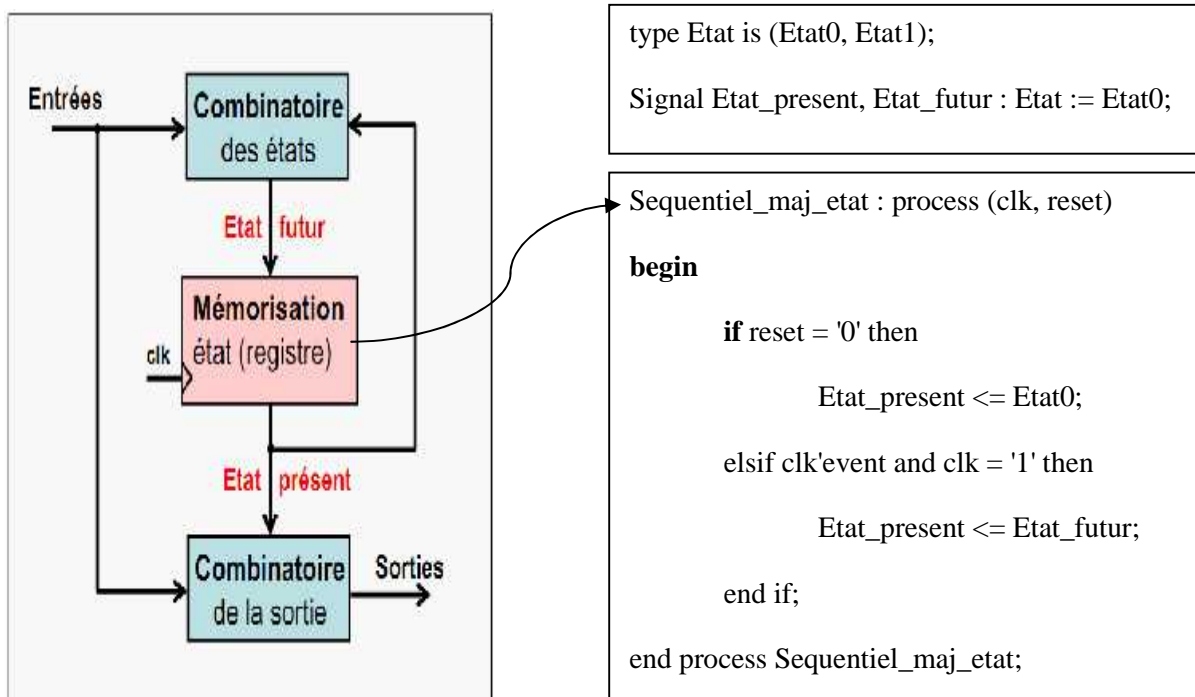 Entrées
Combinatoire
des états
Etat futur
Mémorisation
état (registre)
clk
Etat présent
Combinatoire
de la sortie
Sorties
type Etat is (Etat0, Etat1);
Signal Etat_present, Etat_futur : Etat := Etat0;
Sequentiel_maj_etat : process (clk, reset)
begin
if reset = '0' then
Etat_present <= Etat0;
elsif clk'event and clk = '1' then
Etat_present <= Etat_futur;
end if;
end process Sequentiel_maj_etat;